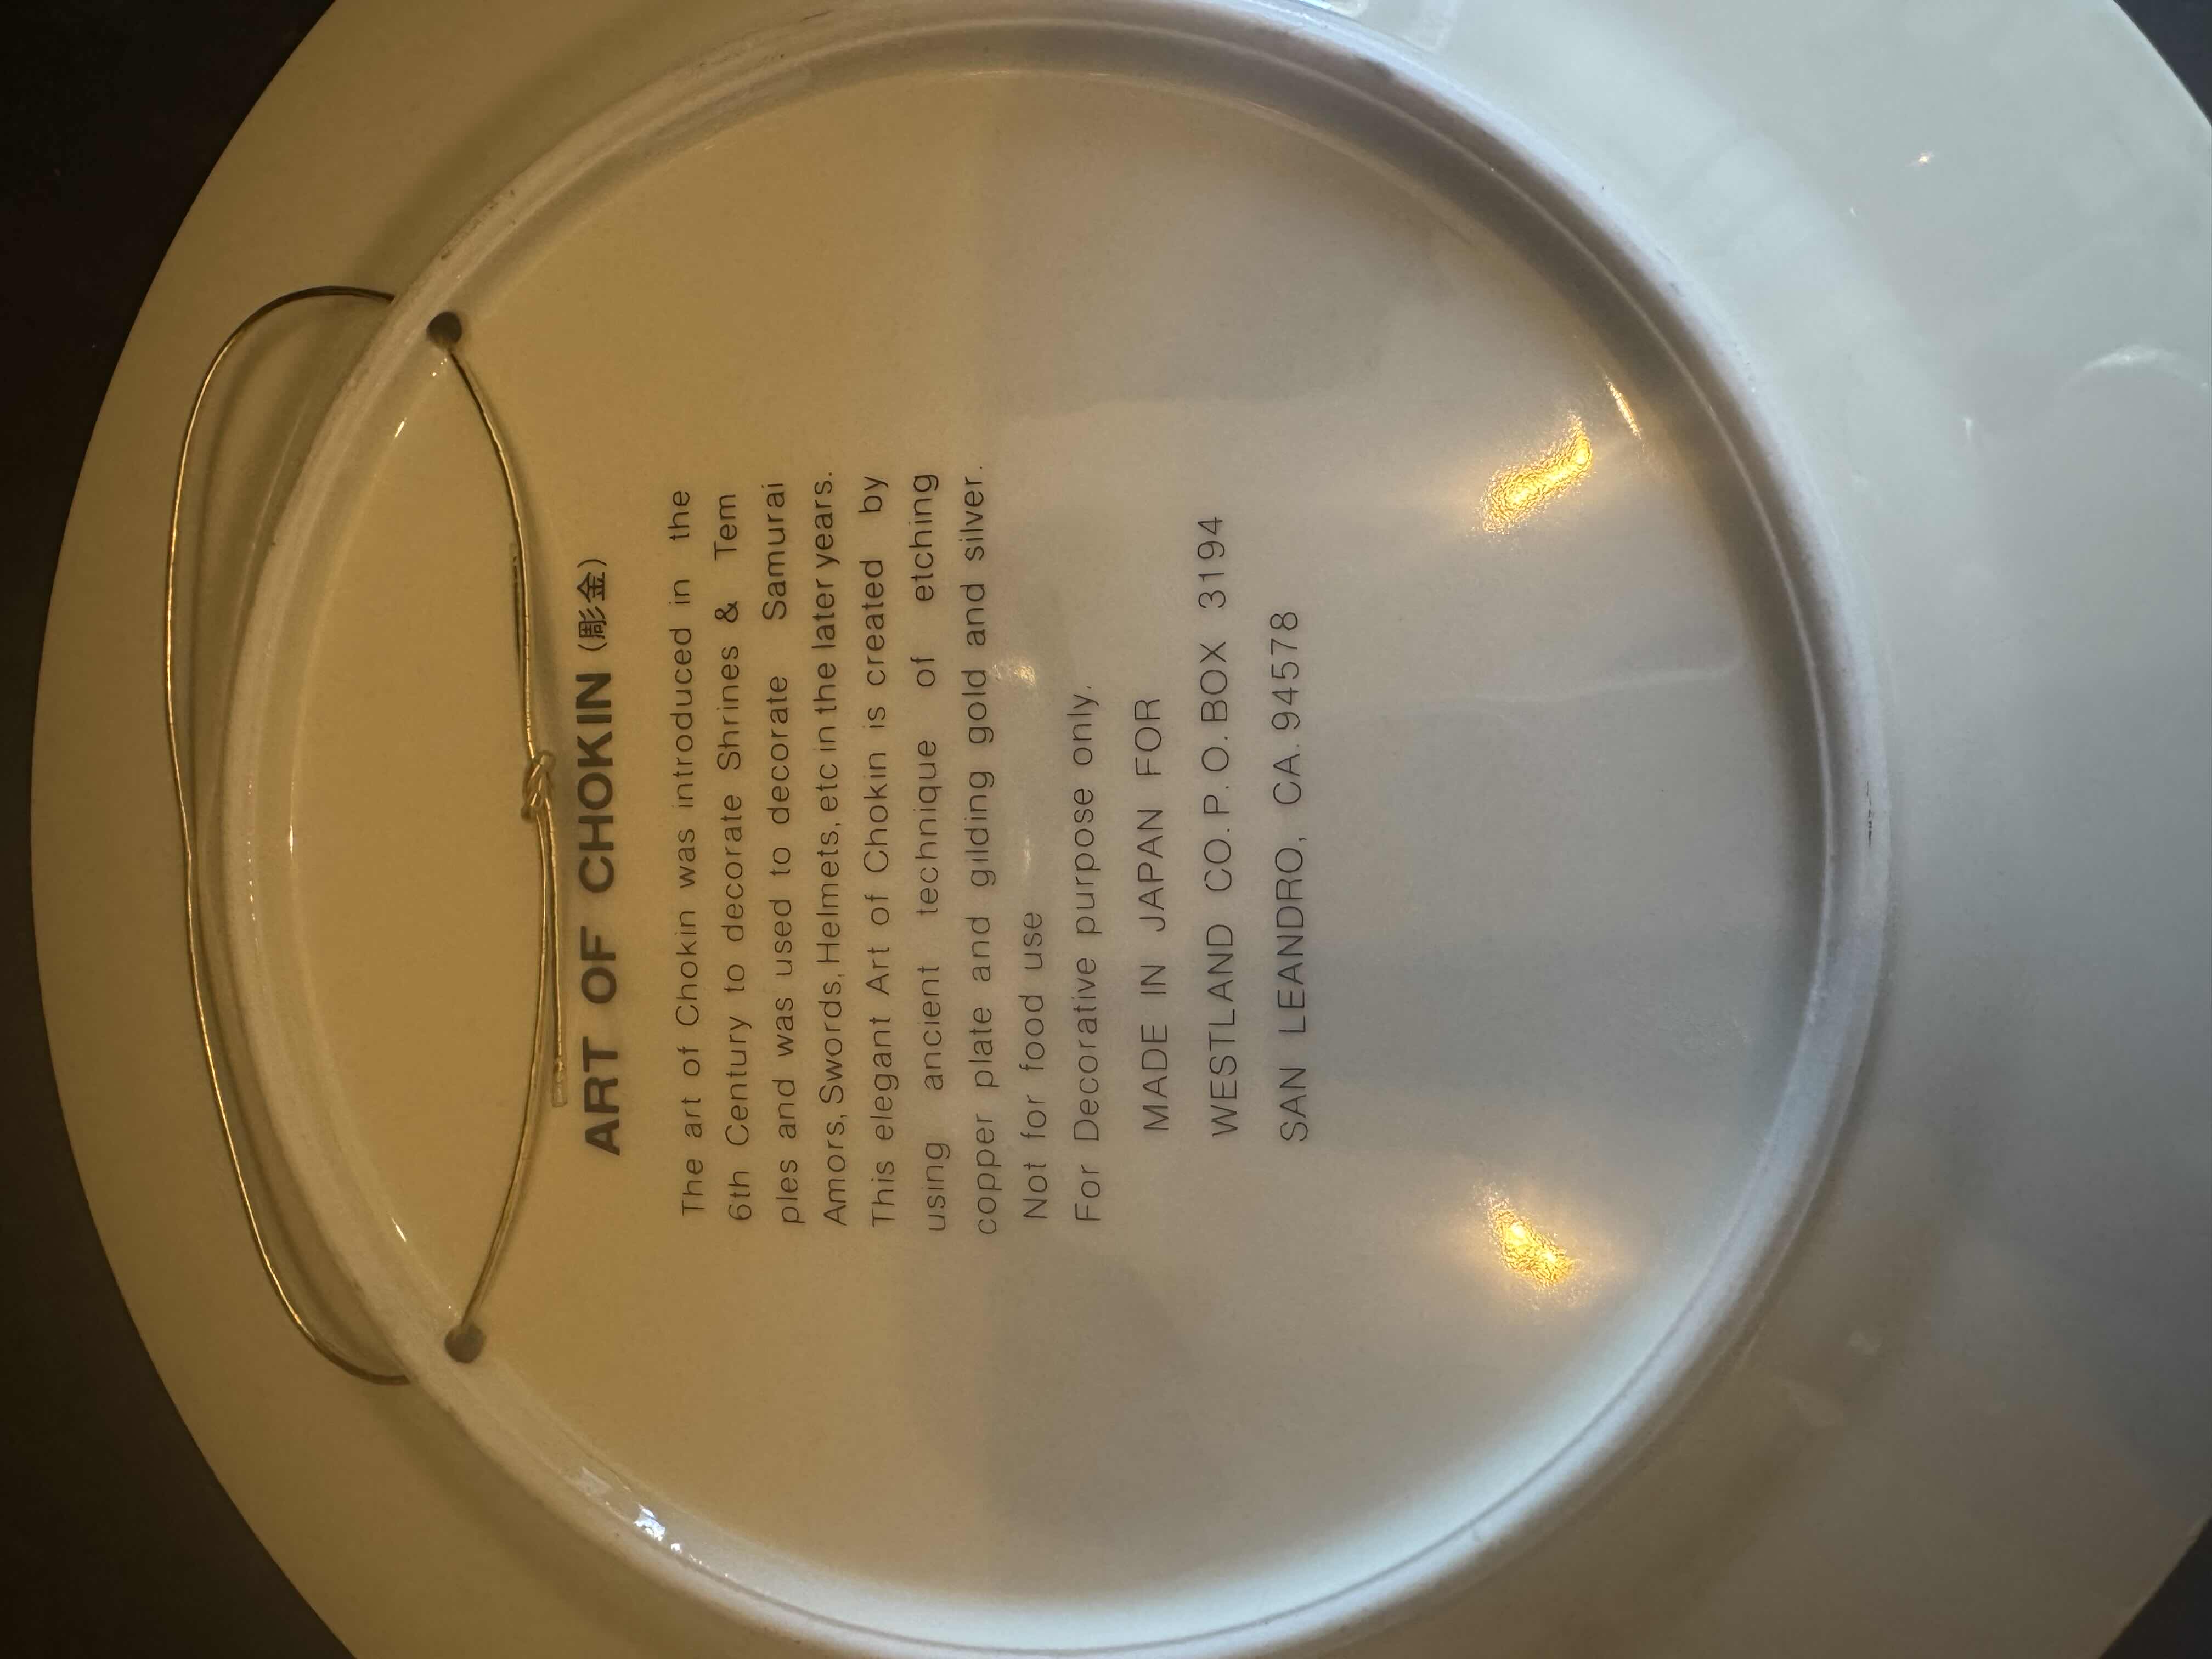 ART OF CHOKIN (彫金)
The art of Chokin was introduced in the
6th Century to decorate Shrines & Tem
ples and was used to decorate Samurai
Amors, Swords, Helmets, etc in the later years.
This elegant Art of Chokin is created by
using ancient technique of etching
copper plate and gilding gold and silver.
Not for food use
For Decorative purpose only.
MADE IN JAPAN FOR
WESTLAND CO. P. O. BOX 3194
SAN LEANDRO, CA. 94578